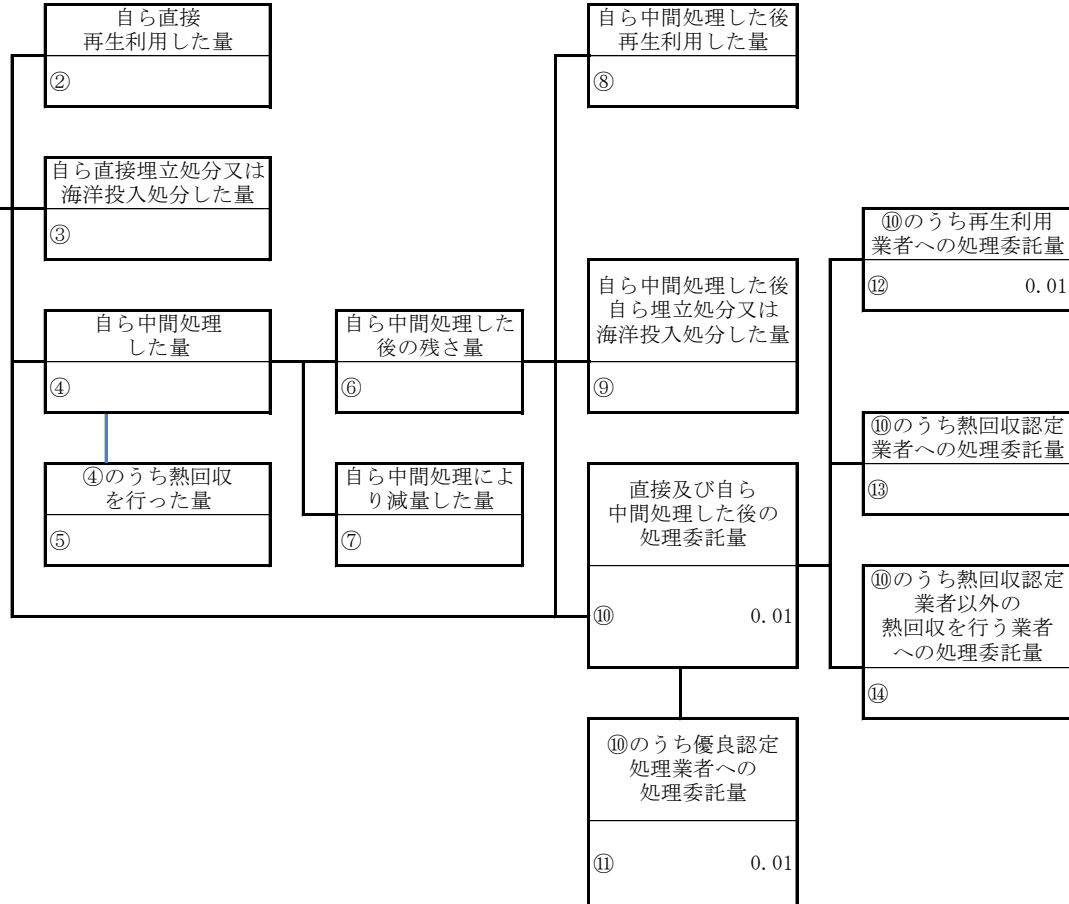 自ら直接
再生利用した量
②
自ら直接埋立処分又は
海洋投入処分した量
③
自ら中間処理
した量
④
④のうち熱回収
を行った量
⑤
自ら中間処理した
後の残さ量
⑥
自ら中間処理によ
り減量した量
⑦
自ら中間処理した後
再生利用した量
⑧
自ら中間処理した後
自ら埋立処分又は
海洋投入処分した量
⑨
直接及び自ら
中間処理した後の
処理委託量
⑩ 0.01
⑩のうち優良認定
処理業者への
処理委託量
⑪ 0.01
⑩のうち再生利用
業者への処理委託量
⑫ 0.01
⑩のうち熱回収認定
業者への処理委託量
⑬
⑩のうち熱回収認定
業者以外の
熱回収を行う業者
への処理委託量
⑭